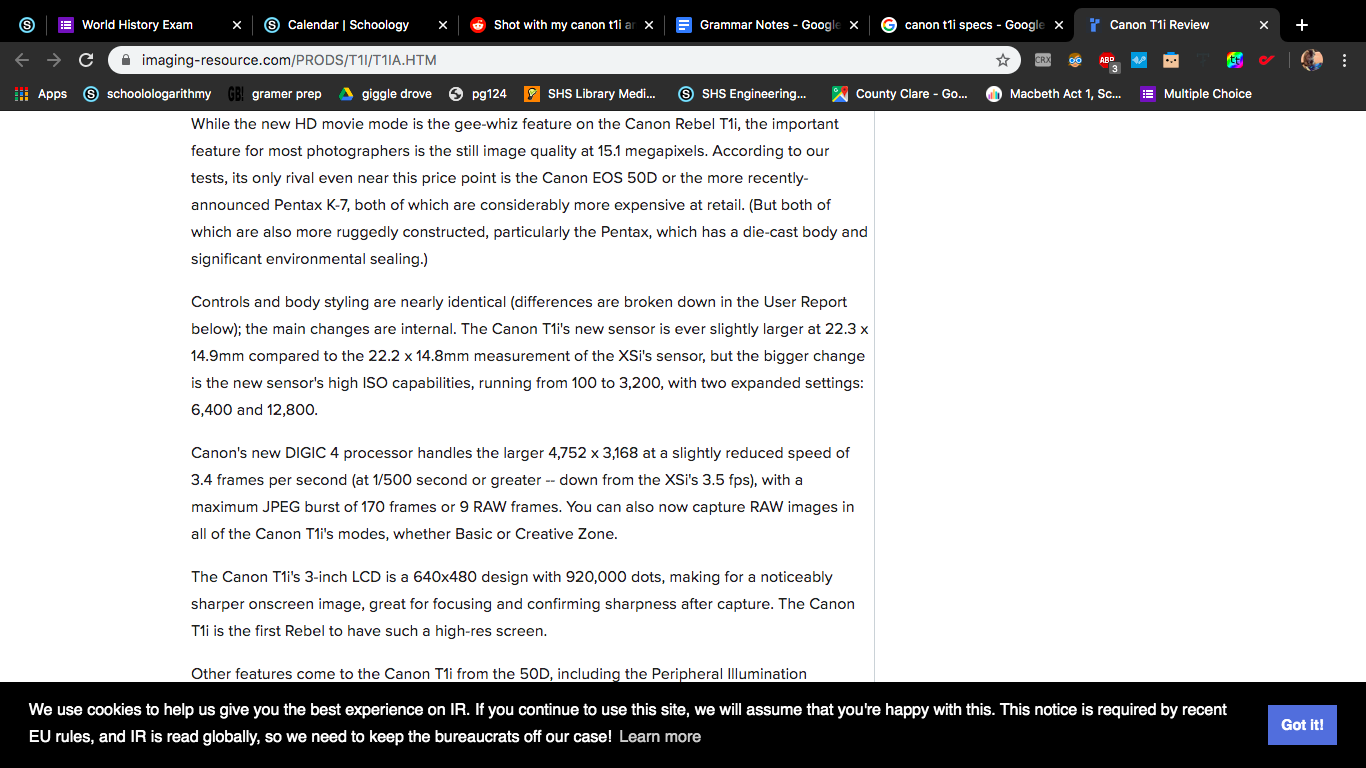 World History Exam
Calendar | Schoology
Shot with my canon t1i ar
Grammar Notes - Google
canon t1i specs - Google
Canon T1i Review
imaging-resource.com/PRODS/T1I/T1IA.HTM
CRX
ABP
3
Apps
schoolologarithmy
GB!
gramer prep
giggle drove
pg124
SHS Library Medi...
SHS Engineering...
County Clare - Go...
Macbeth Act 1, Sc...
Multiple Choice
While the new HD movie mode is the gee-whiz feature on the Canon Rebel T1i, the important
feature for most photographers is the still image quality at 15.1 megapixels. According to our
tests, its only rival even near this price point is the Canon EOS 50D or the more recently-
announced Pentax K-7, both of which are considerably more expensive at retail. (But both of
which are also more ruggedly constructed, particularly the Pentax, which has a die-cast body and
significant environmental sealing.)
Controls and body styling are nearly identical (differences are broken down in the User Report
below); the main changes are internal. The Canon T1i's new sensor is ever slightly larger at 22.3 x
14.9mm compared to the 22.2 x 14.8mm measurement of the XSi's sensor, but the bigger change
is the new sensor's high ISO capabilities, running from 100 to 3,200, with two expanded settings:
6,400 and 12,800.
Canon's new DIGIC 4 processor handles the larger 4,752 x 3,168 at a slightly reduced speed of
3.4 frames per second (at 1/500 second or greater -- down from the XSi's 3.5 fps), with a
maximum JPEG burst of 170 frames or 9 RAW frames. You can also now capture RAW images in
all of the Canon T1i's modes, whether Basic or Creative Zone.
The Canon T1i's 3-inch LCD is a 640x480 design with 920,000 dots, making for a noticeably
sharper onscreen image, great for focusing and confirming sharpness after capture. The Canon
T1i is the first Rebel to have such a high-res screen.
Other features come to the Canon T1i from the 50D, including the Peripheral Illumination
We use cookies to help us give you the best experience on IR. If you continue to use this site, we will assume that you're happy with this. This notice is required by recent
EU rules, and IR is read globally, so we need to keep the bureaucrats off our case! Learn more
Got it!